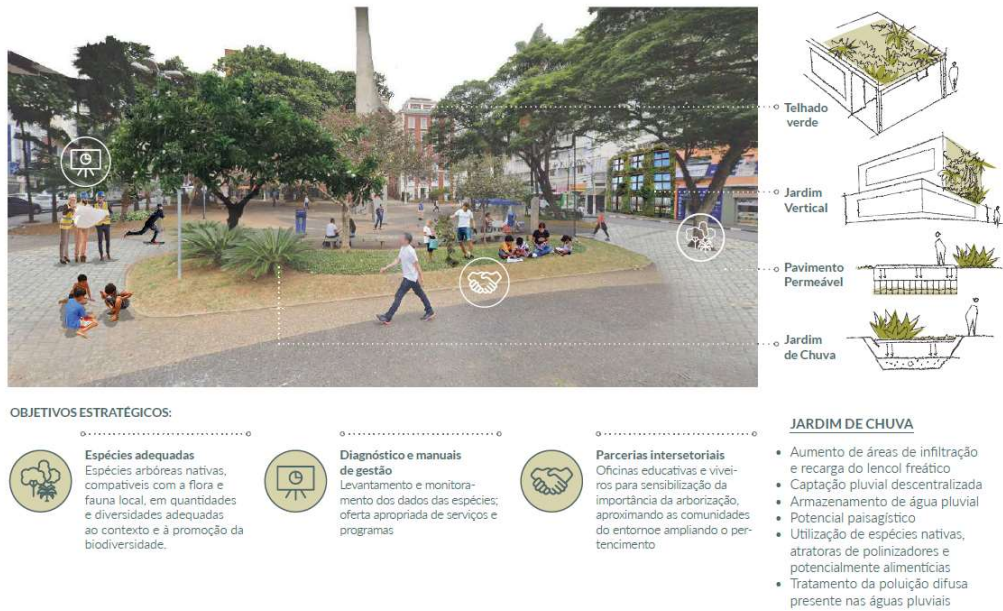 Telhado
verde
Jardim
Vertical
Pavimento
Permeável
Jardim
de Chuva
OBJETIVOS ESTRATÉGICOS:
Espécies adequadas
Espécies arbóreas nativas,
compatíveis com a flora e
fauna local, em quantidades
e diversidades adequadas
ao contexto e à promoção da
biodiversidade.
Diagnóstico e manuais
de gestão
Levantamento e monitora-
mento dos dados das espécies;
oferta apropriada de serviços e
programas
Parcerias intersetoriais
Oficinas educativas e vivei-
ros para sensibilização da
importância da arborização,
aproximando as comunidades
do entornoe ampliando o per-
tencimento
JARDIM DE CHUVA
• Aumento de áreas de infiltração
e recarga do lencol freático
• Captação pluvial descentralizada
• Armazenamento de água pluvial
• Potencial paisagístico
• Utilização de espécies nativas,
atratoras de polinizadores e
potencialmente alimentícias
• Tratamento da poluição difusa
presente nas águas pluviais